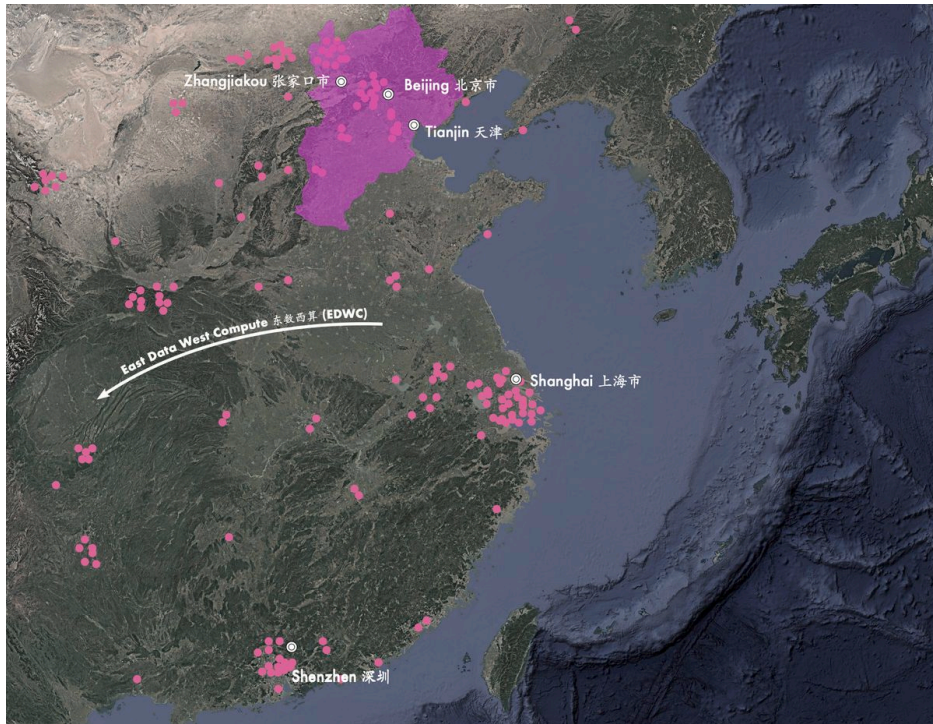 Zhangjiakou 张家口市
Beijing 北京市
Tianjin 天津
East Data West Compute 东数西算 (EDWC)
Shanghai 上海市
Shenzhen 深圳